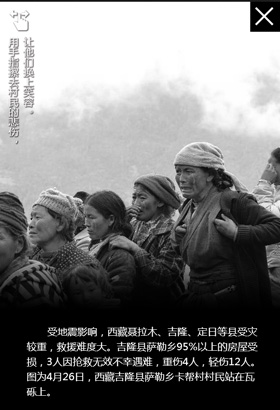 让他们换上笑容。
用手指擦去村民的悲伤，
受地震影响，西藏聂拉木、吉隆、定日等县受灾
较重，救援难度大。吉隆县萨勒乡95%以上的房屋受
损，3人因抢救无效不幸遇难，重伤4人，轻伤12人。
图为4月26日，西藏吉隆县萨勒乡卡帮村村民站在瓦
砾上。